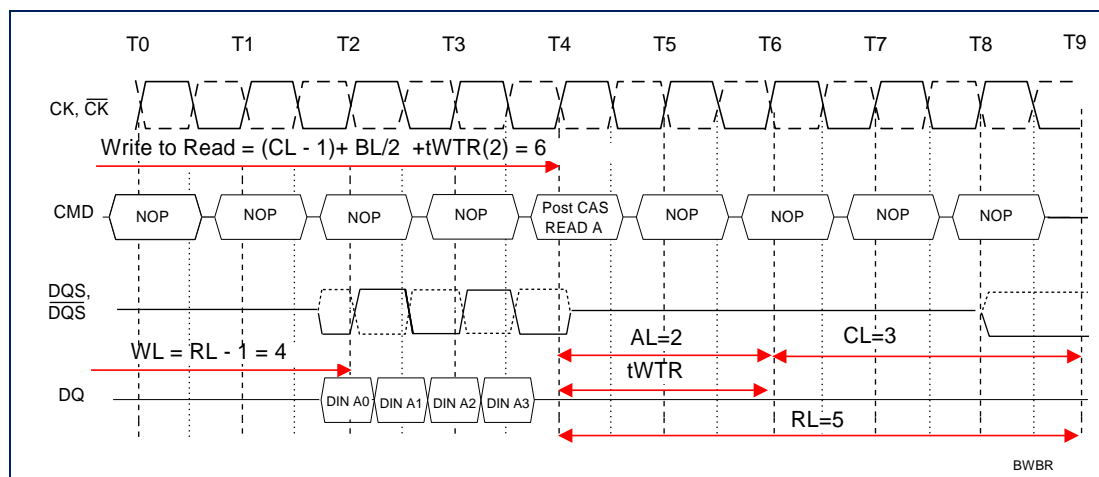 T0 T1 T2 T3 T4 T5 T6 T7 T8 T9
CK, CK
Write to Read = (CL - 1)+ BL/2 +tWTR(2) = 6
CMD NOP NOP NOP NOP Post CAS READ A NOP NOP NOP NOP
DQS,
DQS
WL = RL - 1 = 4
AL=2 CL=3
tWTR
DQ DIN A0 DIN A1 DIN A2 DIN A3
RL=5
BWBR